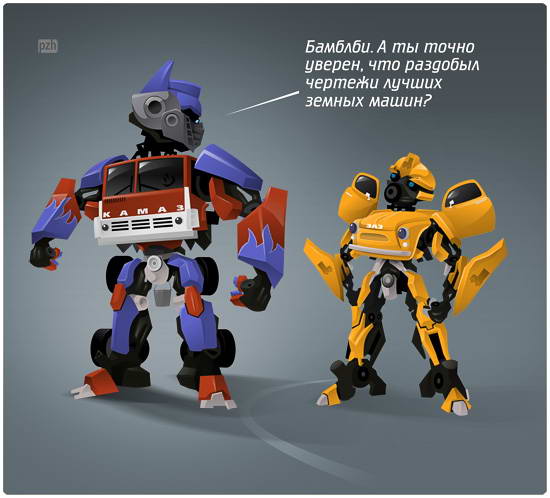 pzh
Бамблби. А ты точно
уверен, что раздобыл
чертежи лучших
земных машин?
КАМАЗ
ЗАЗ